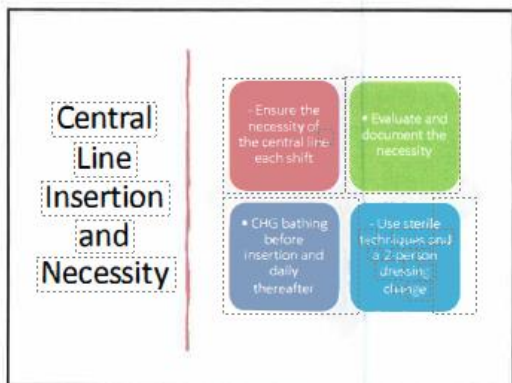 Central
Line
Insertion
and
Necessity
- Ensure the
necessity of
the central line
each shift
• Evaluate and
document the
necessity
• CHG bathing
before
insertion and
daily
thereafter
- Use sterile
techniques and
a 2-person
dressing
change